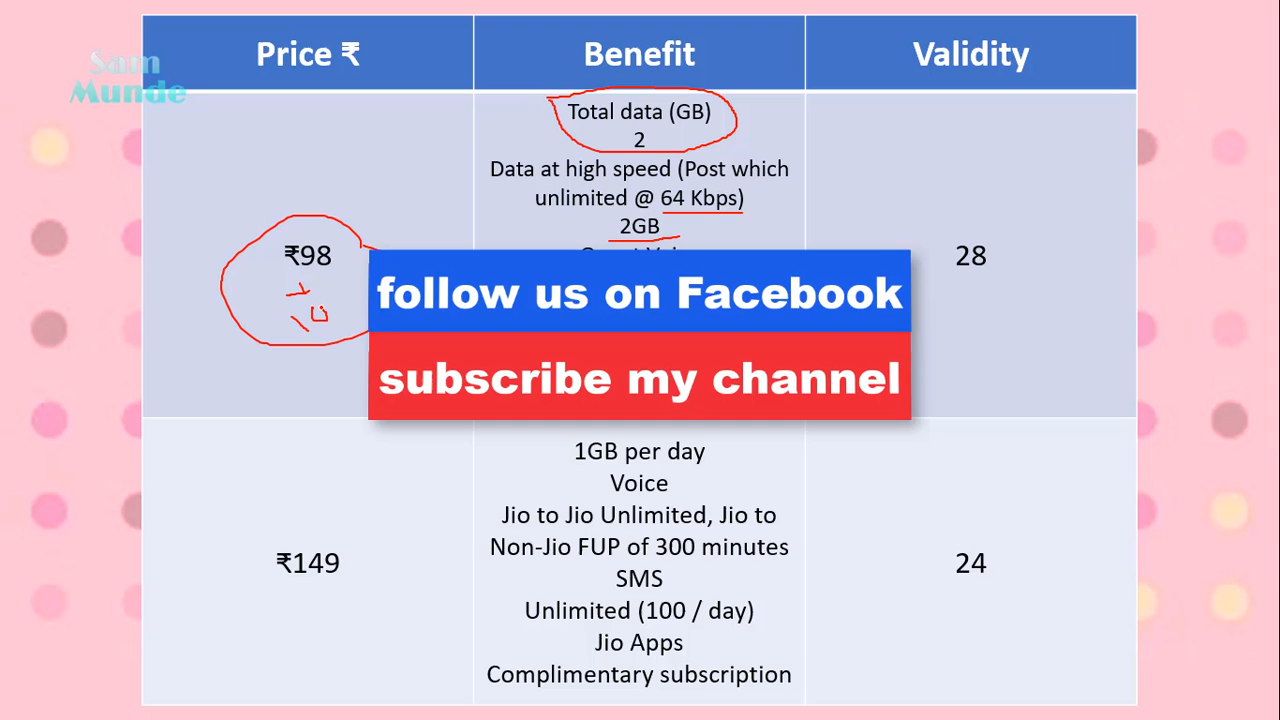 Sam
Munde
Price ₹
Benefit
Validity
₹98
+
10
Total data (GB)
2
Data at high speed (Post which
unlimited @ 64 Kbps)
2GB
28
follow us on Facebook
subscribe my channel
₹149
1GB per day
Voice
Jio to Jio Unlimited, Jio to
Non-Jio FUP of 300 minutes
SMS
Unlimited (100 / day)
Jio Apps
Complimentary subscription
24